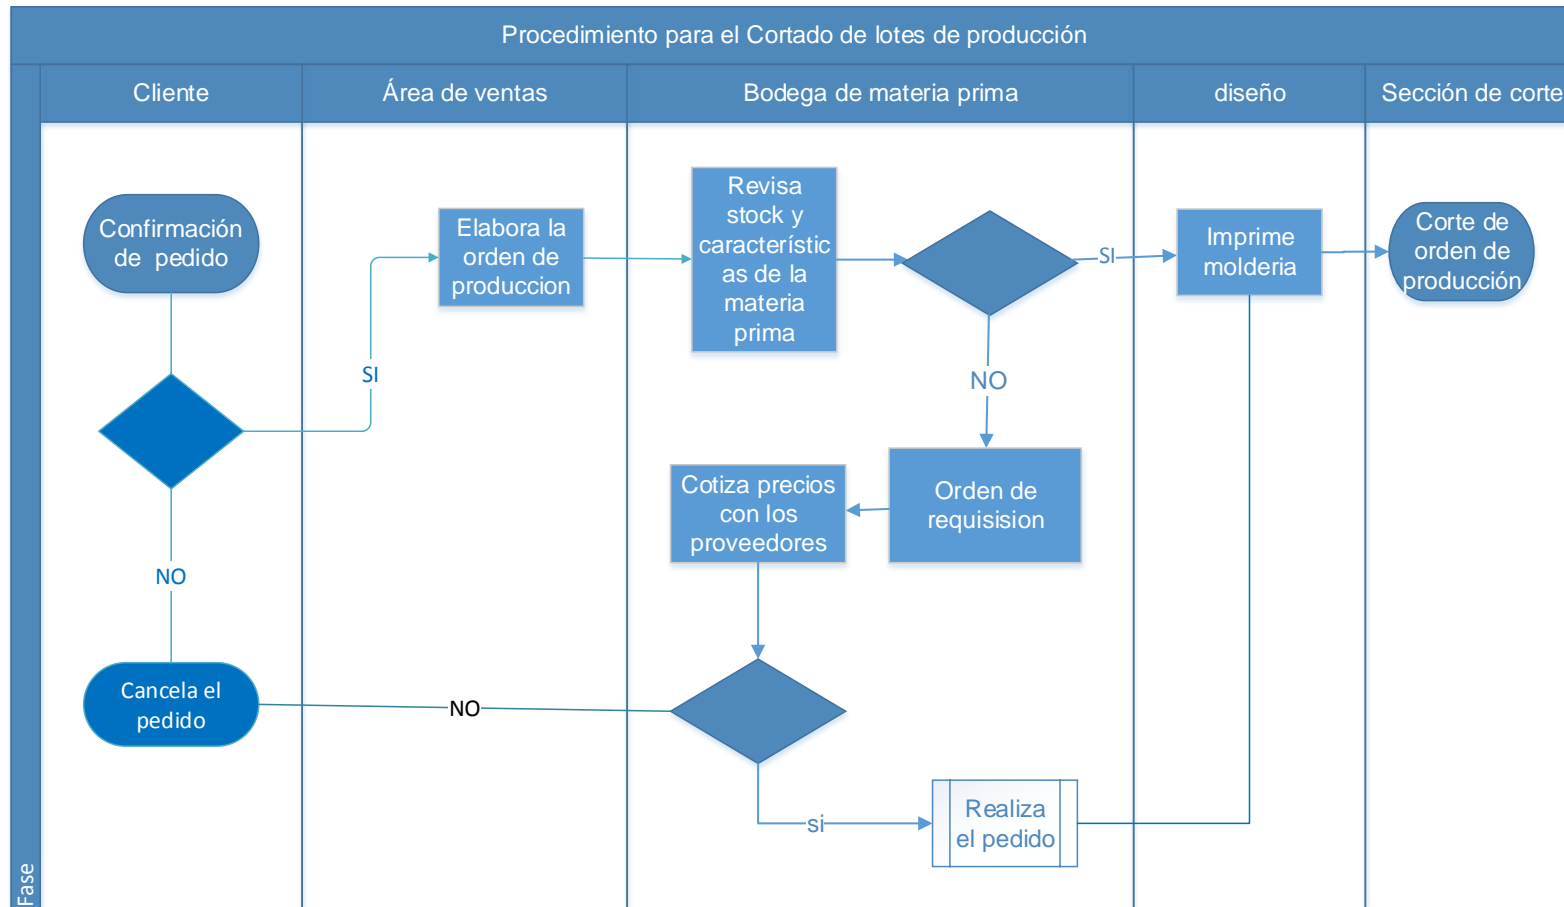 Procedimiento para el Cortado de lotes de producción
Cliente
Área de ventas
Bodega de materia prima
diseño
Sección de corte
Confirmación
de pedido
Elabora la
orden de
produccion
Revisa
stock y
característic
as de la
materia
prima
SI
Imprime
molderia
Corte de
orden de
producción
SI
NO
Cotiza precios
con los
proveedores
Orden de
requisision
NO
Cancela el
pedido
NO
si
Realiza
el pedido
Fase